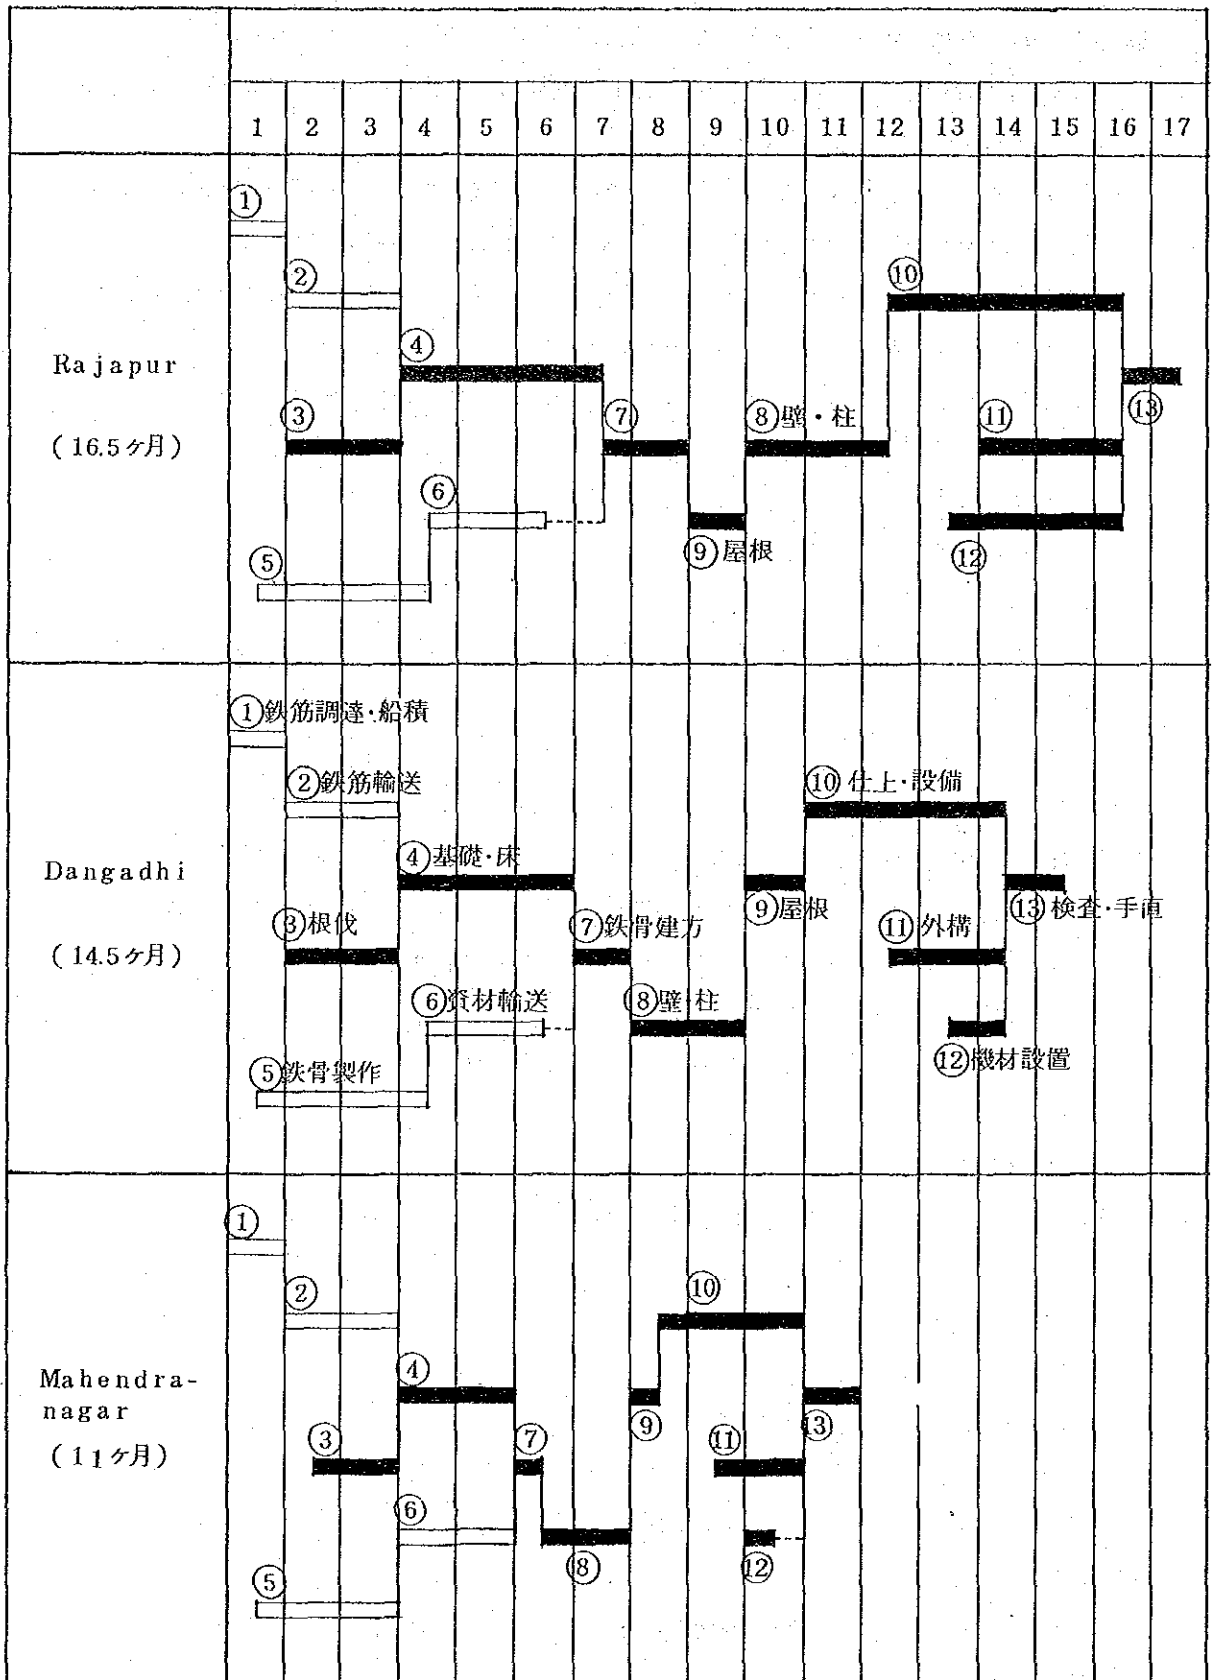 1 2 3 4 5 6 7 8 9 10 11 12 13 14 15 16 17
Rajapur
(16.5ヶ月)
①
②
⑩
④
⑬
③
⑦
⑧壁・柱
⑪
⑥
⑨屋根
⑫
⑤
Dangadhi
(14.5ヶ月)
①鉄筋調達・船積
②鉄筋輸送
⑩仕上・設備
④基礎・床
⑨屋根
⑬検査・手直
③根伐
⑦鉄骨建方
⑪外構
⑥資材輸送
⑧壁・柱
⑫機材設置
⑤鉄骨製作
Mahendra-
nagar
(11ヶ月)
①
②
⑩
④
⑨
⑬
③
⑦
⑪
⑥
⑧
⑫
⑤